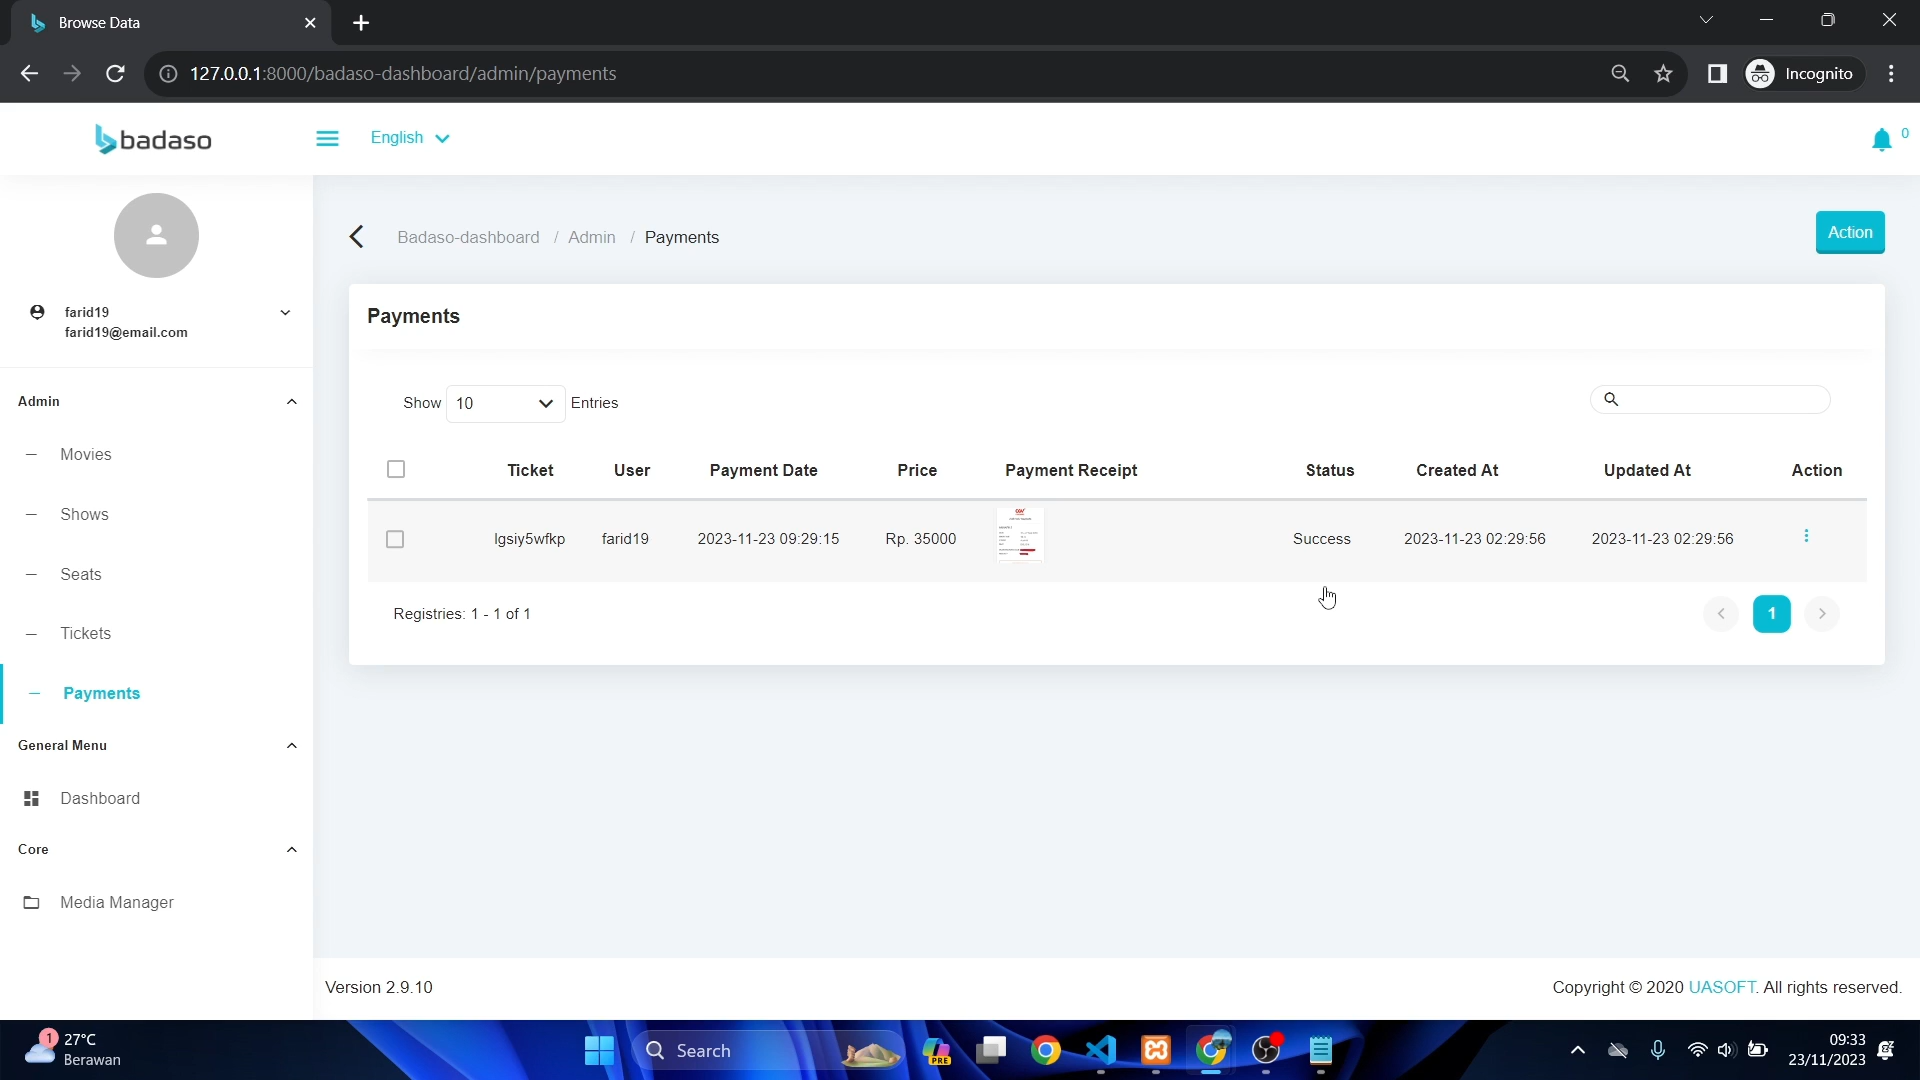 Browse Data
127.0.0.1:8000/badaso-dashboard/admin/payments
Incognito
badaso
English
0
Badaso-dashboard / Admin / Payments
Action
farid19
farid19@email.com
Admin
Movies
Shows
Seats
Tickets
Payments
General Menu
Dashboard
Core
Media Manager
Payments
Show 10 Entries
Ticket User Payment Date Price Payment Receipt Status Created At Updated At Action
lgsiy5wfkp farid19 2023-11-23 09:29:15 Rp. 35000 Success 2023-11-23 02:29:56 2023-11-23 02:29:56
Registries: 1 - 1 of 1
1
Version 2.9.10
Copyright © 2020 UASOFT. All rights reserved.
1
27°C
Berawan
Search
PRE
09:33
23/11/2023